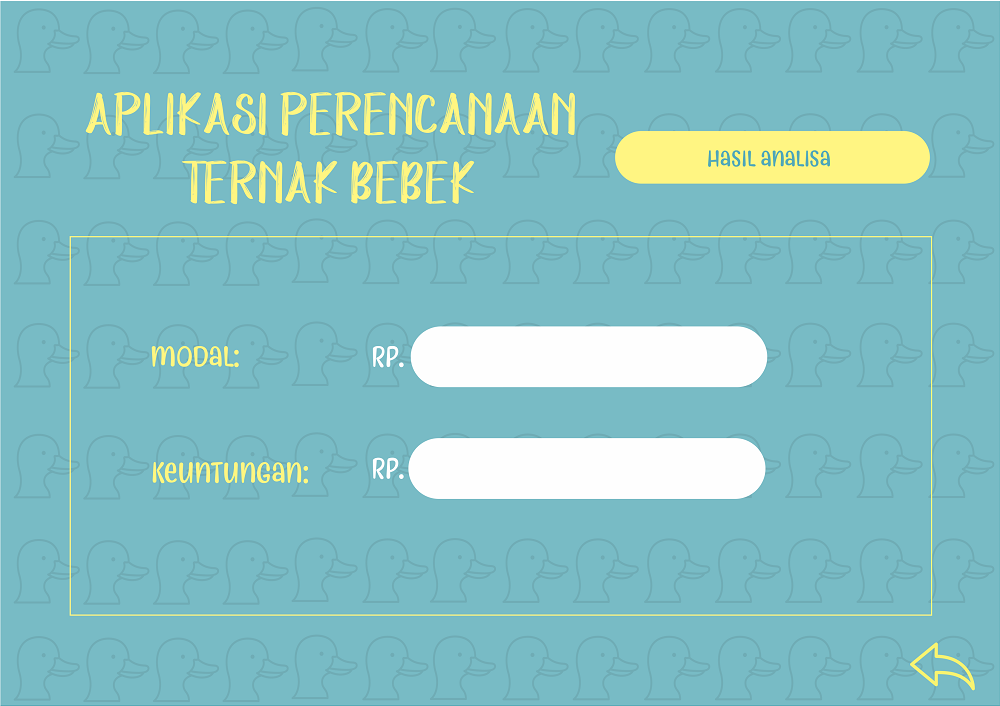 APLIKASI PERENCANAAN
TERNAK BEBEK
HASIL ANALISA
MODAL:
RP.
KEUNTUNGAN:
RP.